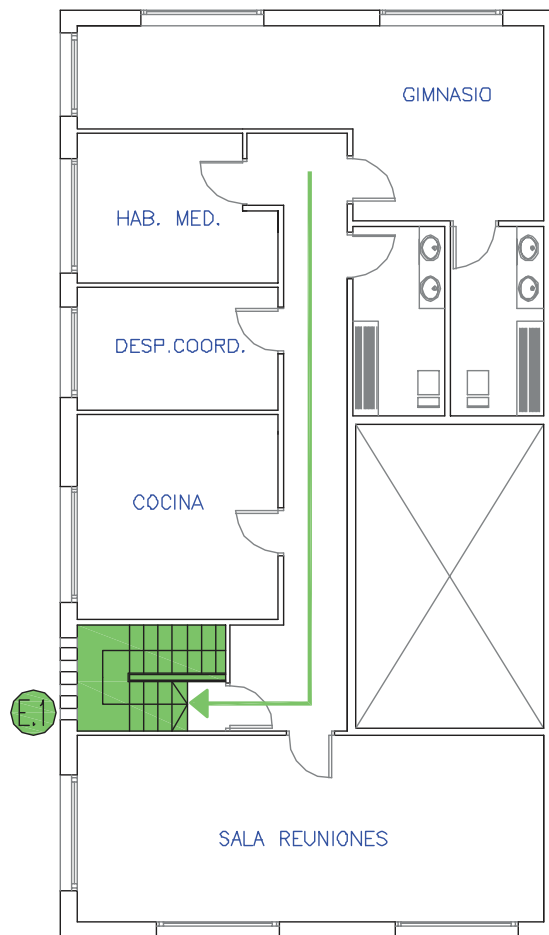 GIMNASIO
HAB. MED.
DESP.COORD.
COCINA
E.1
SALA REUNIONES